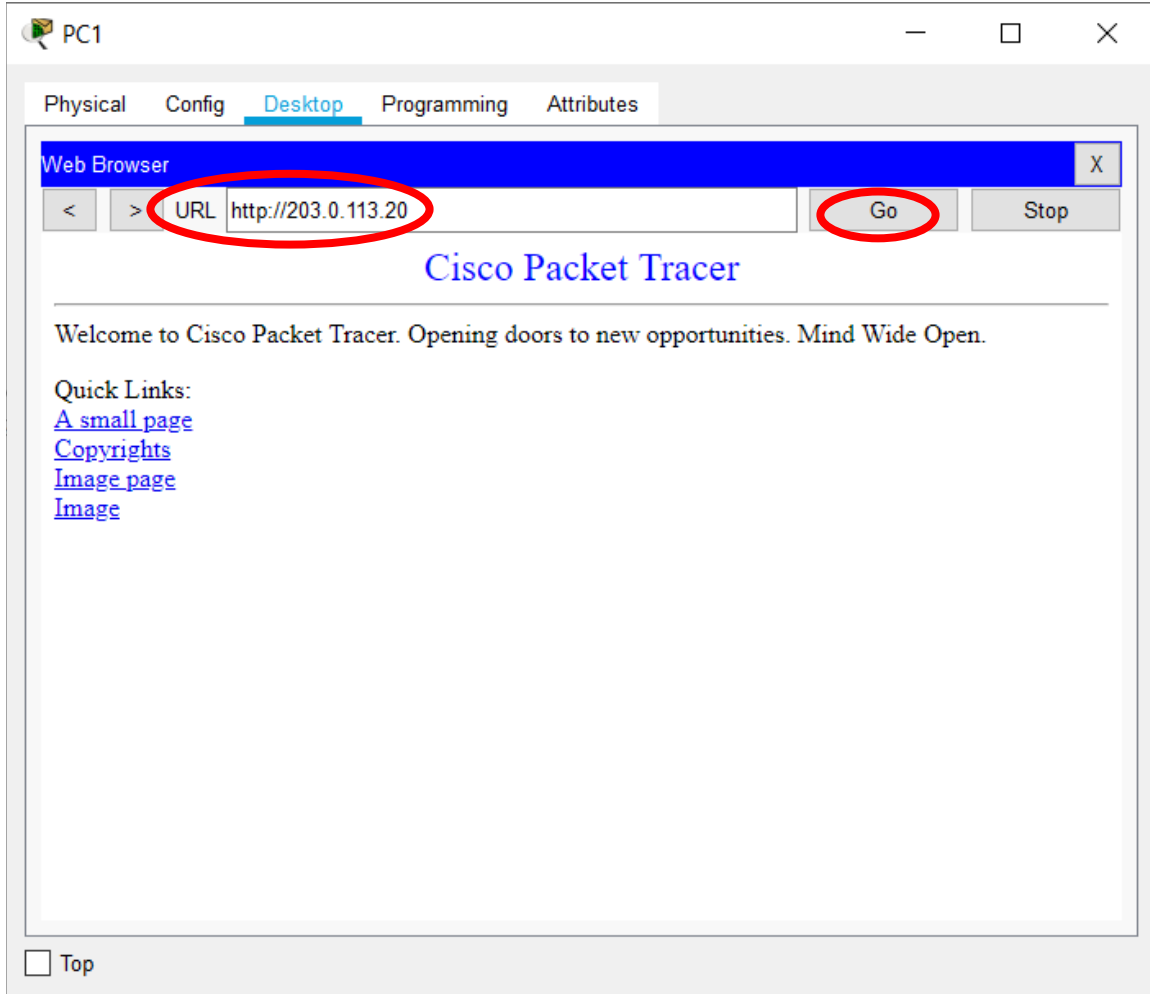 PC1
Physical Config Desktop Programming Attributes
Web Browser X
< > URL http://203.0.113.20 Go Stop
Cisco Packet Tracer
Welcome to Cisco Packet Tracer. Opening doors to new opportunities. Mind Wide Open.
Quick Links:
A small page
Copyrights
Image page
Image
Top